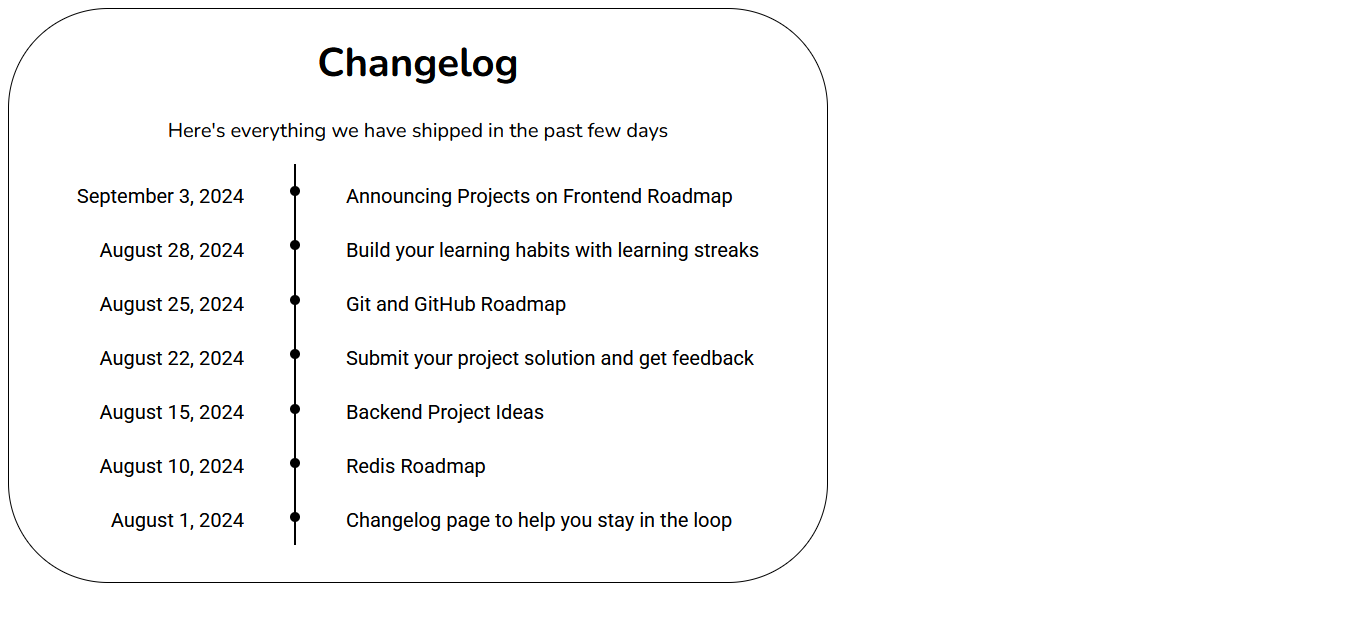 Changelog
Here's everything we have shipped in the past few days
September 3, 2024 Announcing Projects on Frontend Roadmap
August 28, 2024 Build your learning habits with learning streaks
August 25, 2024 Git and GitHub Roadmap
August 22, 2024 Submit your project solution and get feedback
August 15, 2024 Backend Project Ideas
August 10, 2024 Redis Roadmap
August 1, 2024 Changelog page to help you stay in the loop